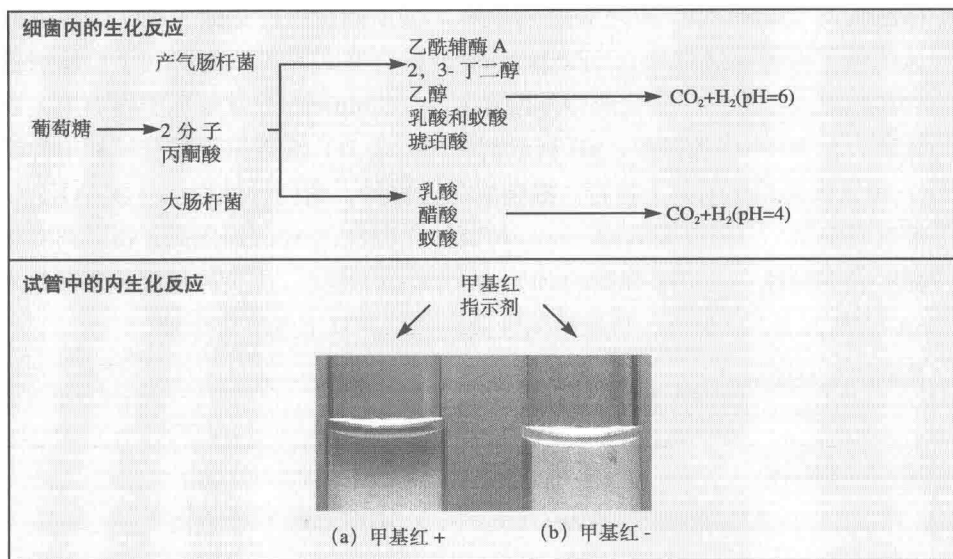 细菌内的生化反应
乙酰辅酶 A
产气肠杆菌
2，3- 丁二醇
乙醇
CO₂+H₂(pH=6)
葡萄糖
2 分 子
乳酸和蚁酸
丙酮酸
琥珀酸
大肠杆菌
乳酸
醋酸
CO₂+H₂(pH=4)
蚁酸
试管中的内生化反应
甲基红
指示剂
(a) 甲基红 +
(b) 甲基红 -